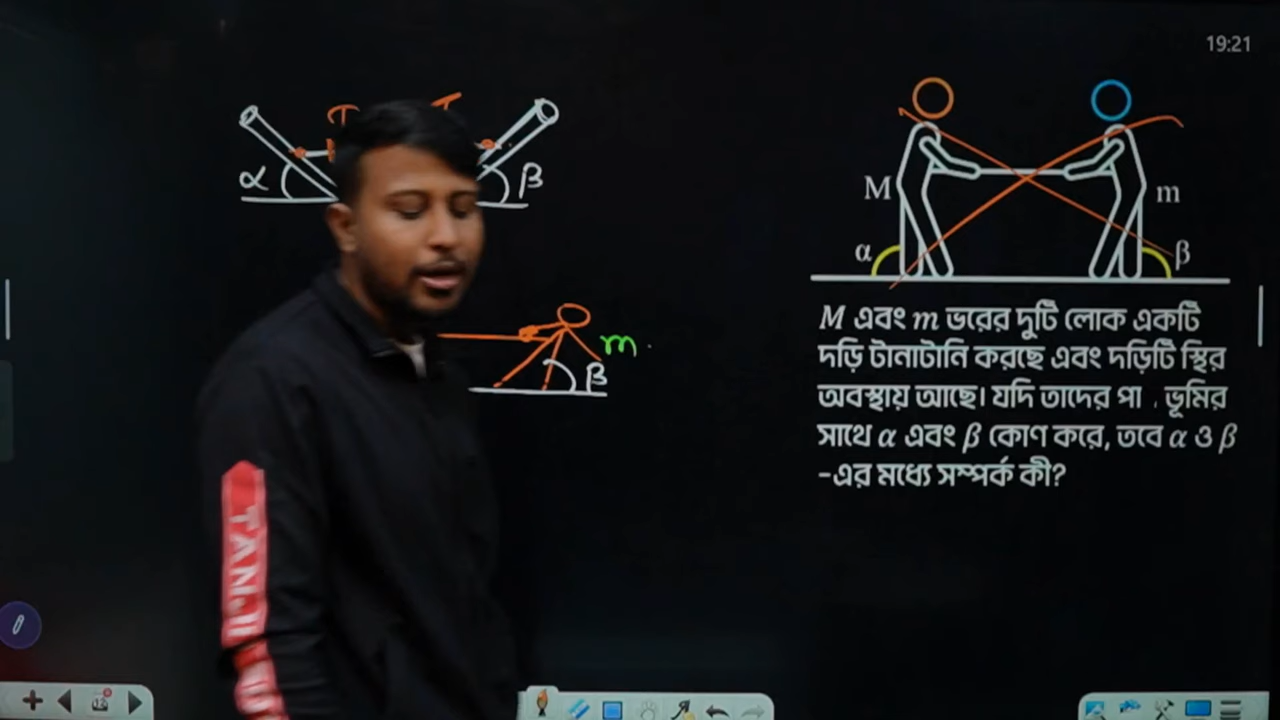 19:21
T T
α β
M m
α β
m
β
M এবং m ভরের দুটি লোক একটি
দড়ি টানাটানি করছে এবং দড়িটি স্থির
অবস্থায় আছে। যদি তাদের পা . ভূমির
সাথে α এবং β কোণ করে, তবে α ও β
-এর মধ্যে সম্পর্ক কী?